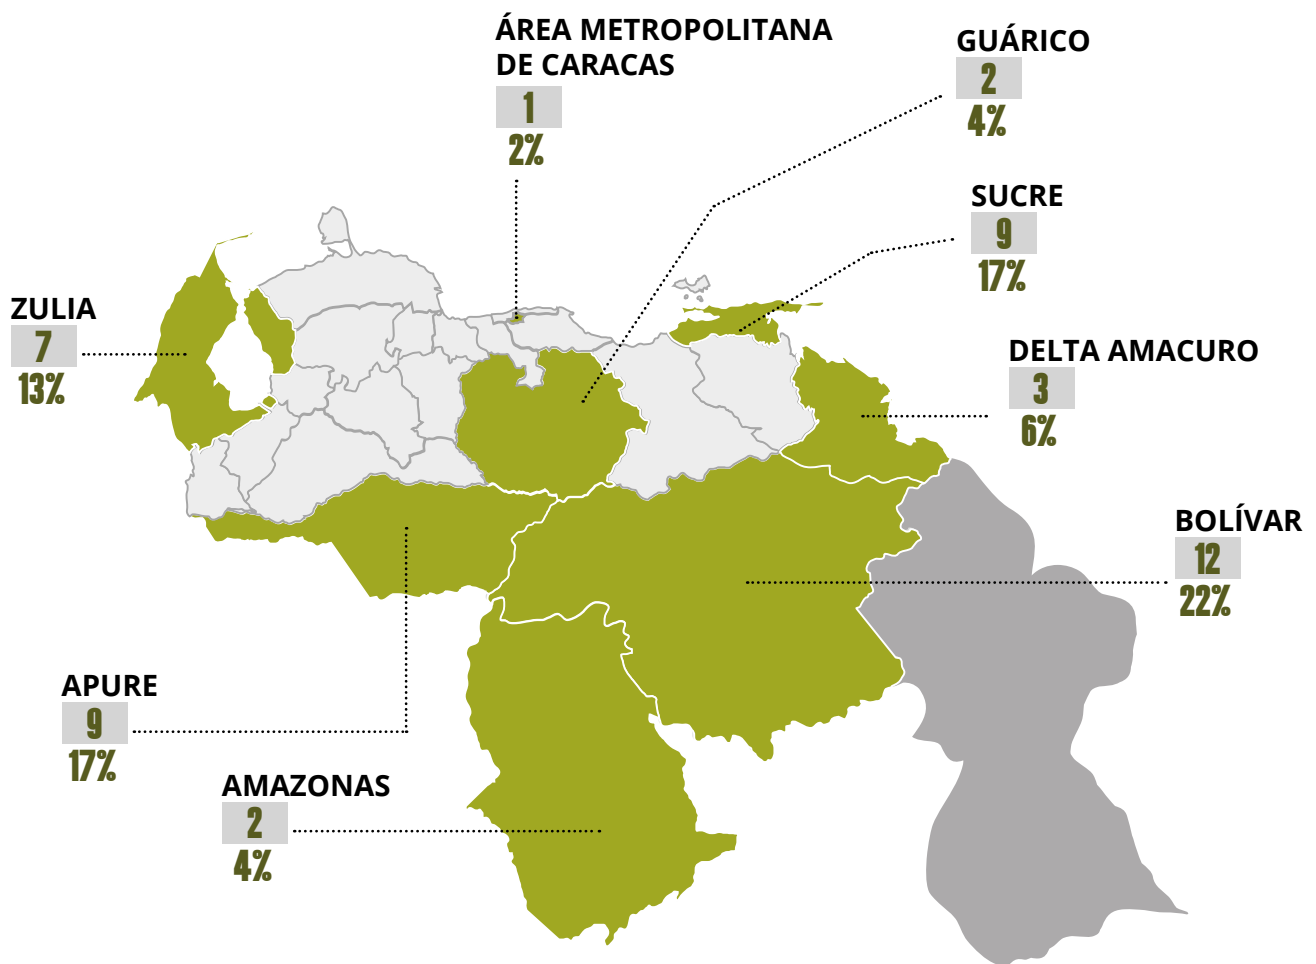 ÁREA METROPOLITANA
DE CARACAS
1
2%
GUÁRICO
2
4%
SUCRE
9
17%
ZULIA
7
13%
DELTA AMACURO
3
6%
BOLÍVAR
12
22%
APURE
9
17%
AMAZONAS
2
4%